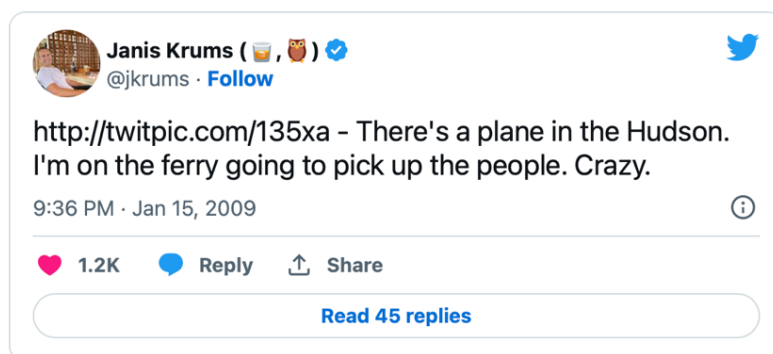 Janis Krums (🥃,🦉)
@jkrums · Follow
http://twitpic.com/135xa - There's a plane in the Hudson.
I'm on the ferry going to pick up the people. Crazy.
9:36 PM · Jan 15, 2009
1.2K Reply Share
Read 45 replies